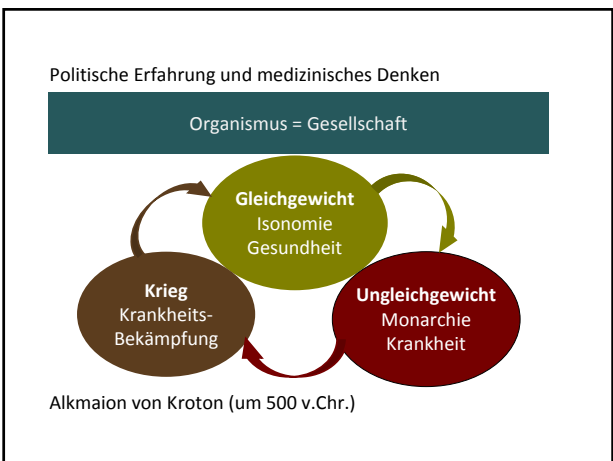 Politische Erfahrung und medizinisches Denken
Organismus = Gesellschaft
Gleichgewicht
Isonomie
Gesundheit
Krieg
Krankheits-
Bekämpfung
Ungleichgewicht
Monarchie
Krankheit
Alkmaion von Kroton (um 500 v.Chr.)